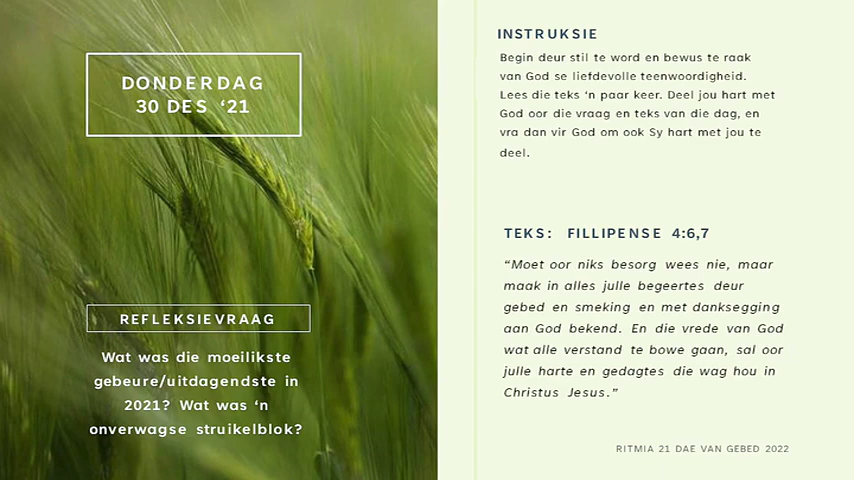 DONDERDAG
30 DES ‘21
REFLEKSIEVRAAG
Wat was die moeilikste
gebeure/uitdagendste in
2021? Wat was ‘n
onverwagse struikelblok?
INSTRUKSIE
Begin deur stil te word en bewus te raak
van God se liefdevolle teenwoordigheid.
Lees die teks ‘n paar keer. Deel jou hart met
God oor die vraag en teks van die dag, en
vra dan vir God om ook Sy hart met jou te
deel.
TEKS: FILLIPENSE 4:6,7
“Moet oor niks besorg wees nie, maar
maak in alles julle begeertes deur
gebed en smeking en met danksegging
aan God bekend. En die vrede van God
wat alle verstand te bowe gaan, sal oor
julle harte en gedagtes die wag hou in
Christus Jesus.”
RITMIA 21 DAE VAN GEBED 2022